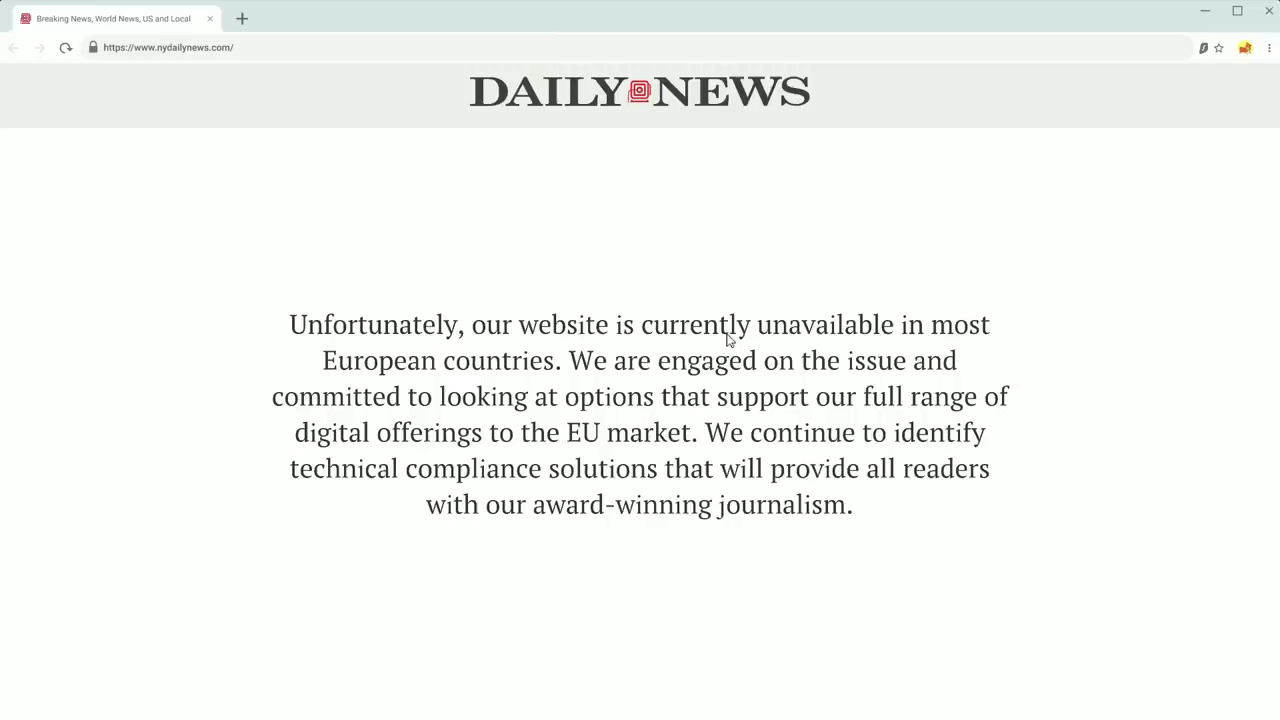 Breaking News, World News, US and Local
https://www.nydailynews.com/
DAILY NEWS
Unfortunately, our website is currently unavailable in most
European countries. We are engaged on the issue and
committed to looking at options that support our full range of
digital offerings to the EU market. We continue to identify
technical compliance solutions that will provide all readers
with our award-winning journalism.